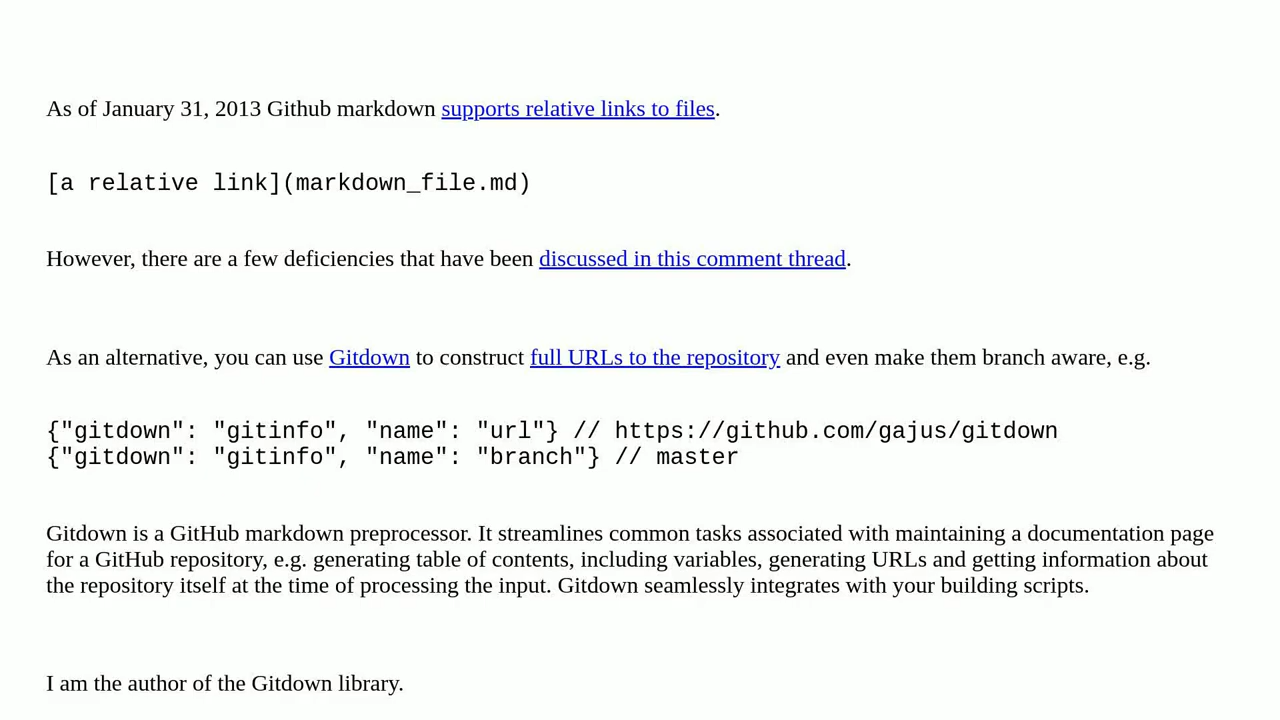 As of January 31, 2013 Github markdown supports relative links to files.
[a relative link](markdown_file.md)
However, there are a few deficiencies that have been discussed in this comment thread.
As an alternative, you can use Gitdown to construct full URLs to the repository and even make them branch aware, e.g.
{"gitdown": "gitinfo", "name": "url"} // https://github.com/gajus/gitdown
{"gitdown": "gitinfo", "name": "branch"} // master
Gitdown is a GitHub markdown preprocessor. It streamlines common tasks associated with maintaining a documentation page
for a GitHub repository, e.g. generating table of contents, including variables, generating URLs and getting information about
the repository itself at the time of processing the input. Gitdown seamlessly integrates with your building scripts.
I am the author of the Gitdown library.